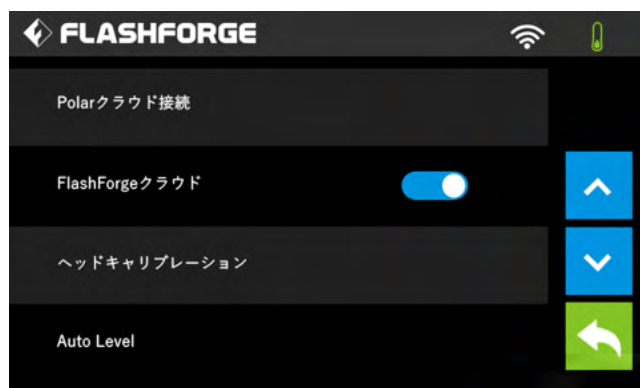 FLASHFORGE
Polarクラウド接続
FlashForgeクラウド
ヘッドキャリブレーション
Auto Level